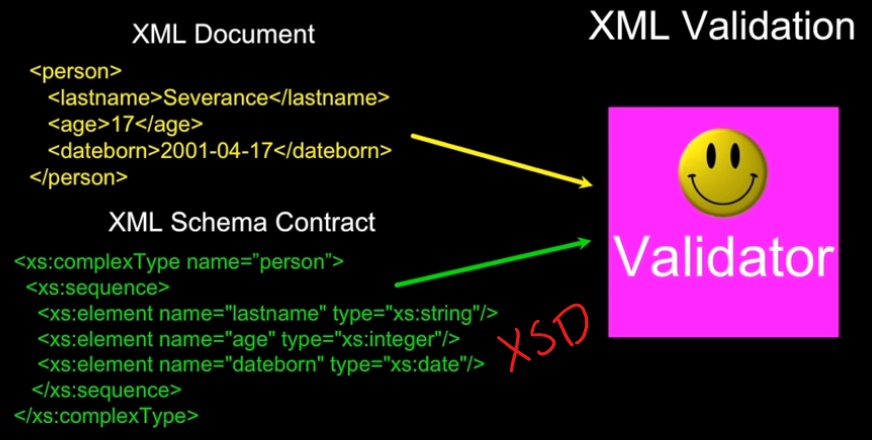 XML Validation
XML Document
<person>
<lastname>Severance</lastname>
<age>17</age>
<dateborn>2001-04-17</dateborn>
</person>
XML Schema Contract
<xs:complexType name="person">
<xs:sequence>
<xs:element name="lastname" type="xs:string"/>
<xs:element name="age" type="xs:integer"/>
<xs:element name="dateborn" type="xs:date"/>
</xs:sequence>
</xs:complexType>
XSD
Validator